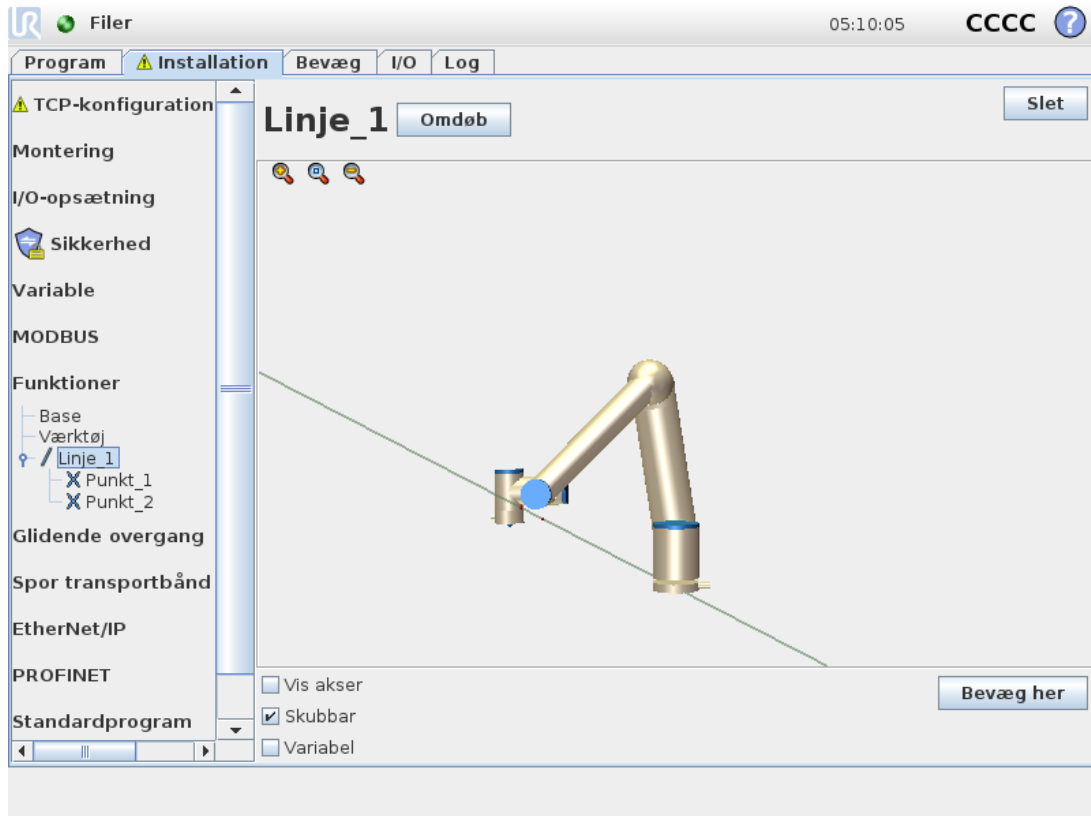 UR Filer 05:10:05 CCCC ?
Program Installation Bevæg I/O Log
TCP-konfiguration
Montering
I/O-opsætning
Sikkerhed
Variable
MODBUS
Funktioner
Base
Værktøj
Linje_1
Punkt_1
Punkt_2
Glidende overgang
Spor transportbånd
EtherNet/IP
PROFINET
Standardprogram
Linje_1 Omdøb
Slet
Vis akser
Skubbar
Variabel
Bevæg her